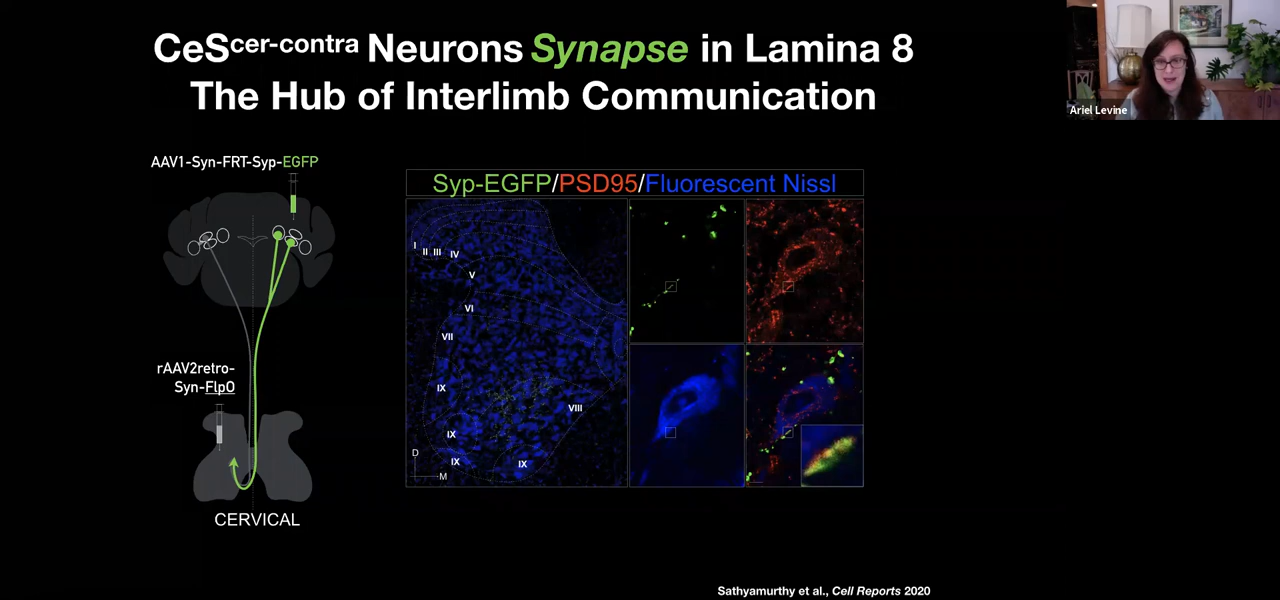 CeScer-contra Neurons Synapse in Lamina 8
The Hub of Interlimb Communication
Ariel Levine
AAV1-Syn-FRT-Syp-EGFP
rAAV2retro-
Syn-FlpO
CERVICAL
Syp-EGFP/PSD95/Fluorescent Nissl
I
II
III
IV
V
VI
VII
IX
VIII
IX
IX
IX
D
M
Sathyamurthy et al., Cell Reports 2020